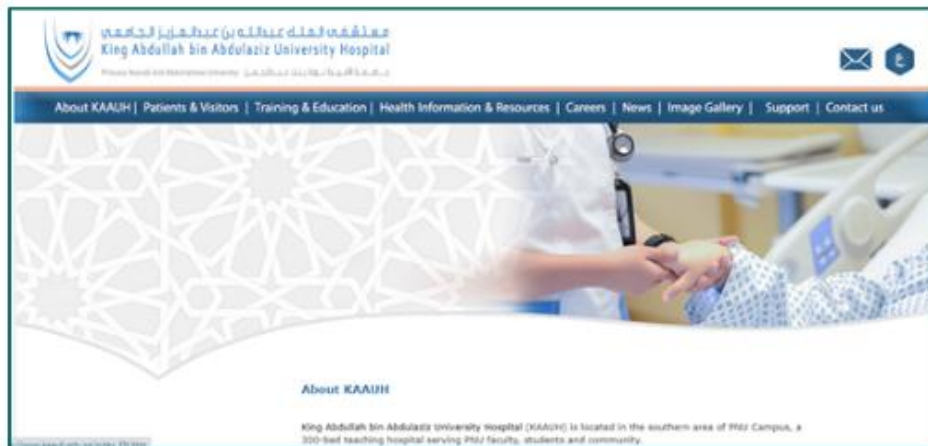 مستشفى الملك عبدالله بن عبدالعزيز الجامعي
King Abdullah bin Abdulaziz University Hospital
ع
About KAAUH | Patients & Visitors | Training & Education | Health Information & Resources | Careers | News | Image Gallery | Support | Contact us
About KAAUH
King Abdullah bin Abdulaziz University Hospital (KAAUH) is located in the southern area of PNU Campus, a
300-bed teaching hospital serving PNU faculty, students and community.